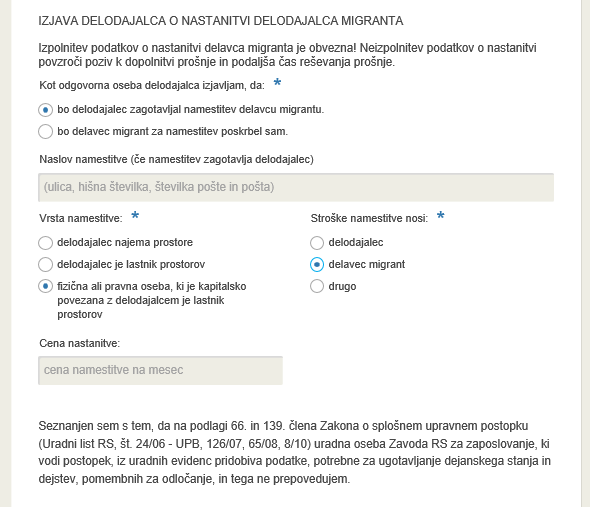 IZJAVA DELODAJALCA O NASTANITVI DELODAJALCA MIGRANTA
Izpolnitev podatkov o nastanitvi delavca migranta je obvezna! Neizpolnitev podatkov o nastanitvi
povzroči poziv k dopolnitvi prošnje in podaljša čas reševanja prošnje.
Kot odgovorna oseba delodajalca izjavljam, da: *
bo delodajalec zagotavljal namestitev delavcu migrantu.
bo delavec migrant za namestitev poskrbel sam.
Naslov namestitve (če namestitev zagotavlja delodajalec)
(ulica, hišna številka, številka pošte in pošta)
Vrsta namestitve: *
delodajalec najema prostore
delodajalec je lastnik prostorov
fizična ali pravna oseba, ki je kapitalsko
povezana z delodajalcem je lastnik
prostorov
Stroške namestitve nosi: *
delodajalec
delavec migrant
drugo
Cena nastanitve:
cena namestitve na mesec
Seznanjen sem s tem, da na podlagi 66. in 139. člena Zakona o splošnem upravnem postopku
(Uradni list RS, št. 24/06 - UPB, 126/07, 65/08, 8/10) uradna oseba Zavoda RS za zaposlovanje, ki
vodi postopek, iz uradnih evidenc pridobiva podatke, potrebne za ugotavljanje dejanskega stanja in
dejstev, pomembnih za odločanje, in tega ne prepovedujem.